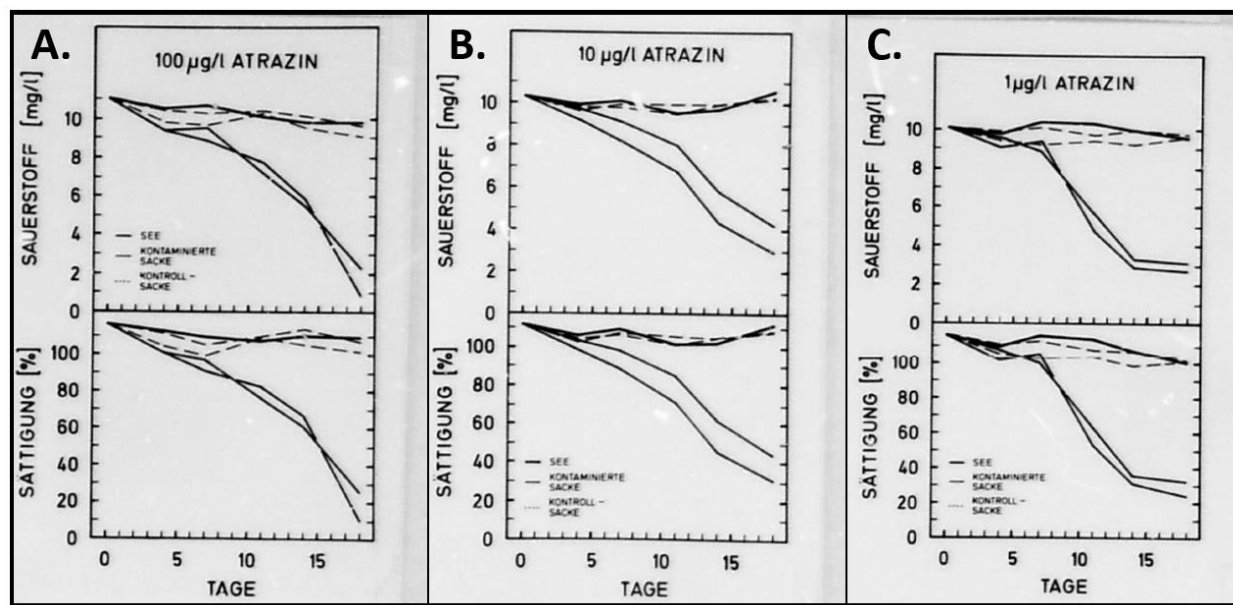 A.
100 µg/l ATRAZIN
SAUERSTOFF [mg/l]
10
8
6
4
2
0
SEE
KONTAMINIERTE
SACKE
KONTROLL-
SACKE
SÄTTIGUNG [%]
100
80
60
40
20
0
0 5 10 15
TAGE
B.
10 µg/l ATRAZIN
SAUERSTOFF [mg/l]
10
8
6
4
2
0
SÄTTIGUNG [%]
100
80
60
40
20
0
SEE
KONTAMINIERTE
SACKE
KONTROLL-
SACKE
0 5 10 15
TAGE
C.
1 µg/l ATRAZIN
SAUERSTOFF [mg/l]
10
8
6
4
2
0
SÄTTIGUNG [%]
100
80
60
40
20
0
SEE
KONTAMINIERTE
SACKE
KONTROLL-
SACKE
0 5 10 15
TAGE